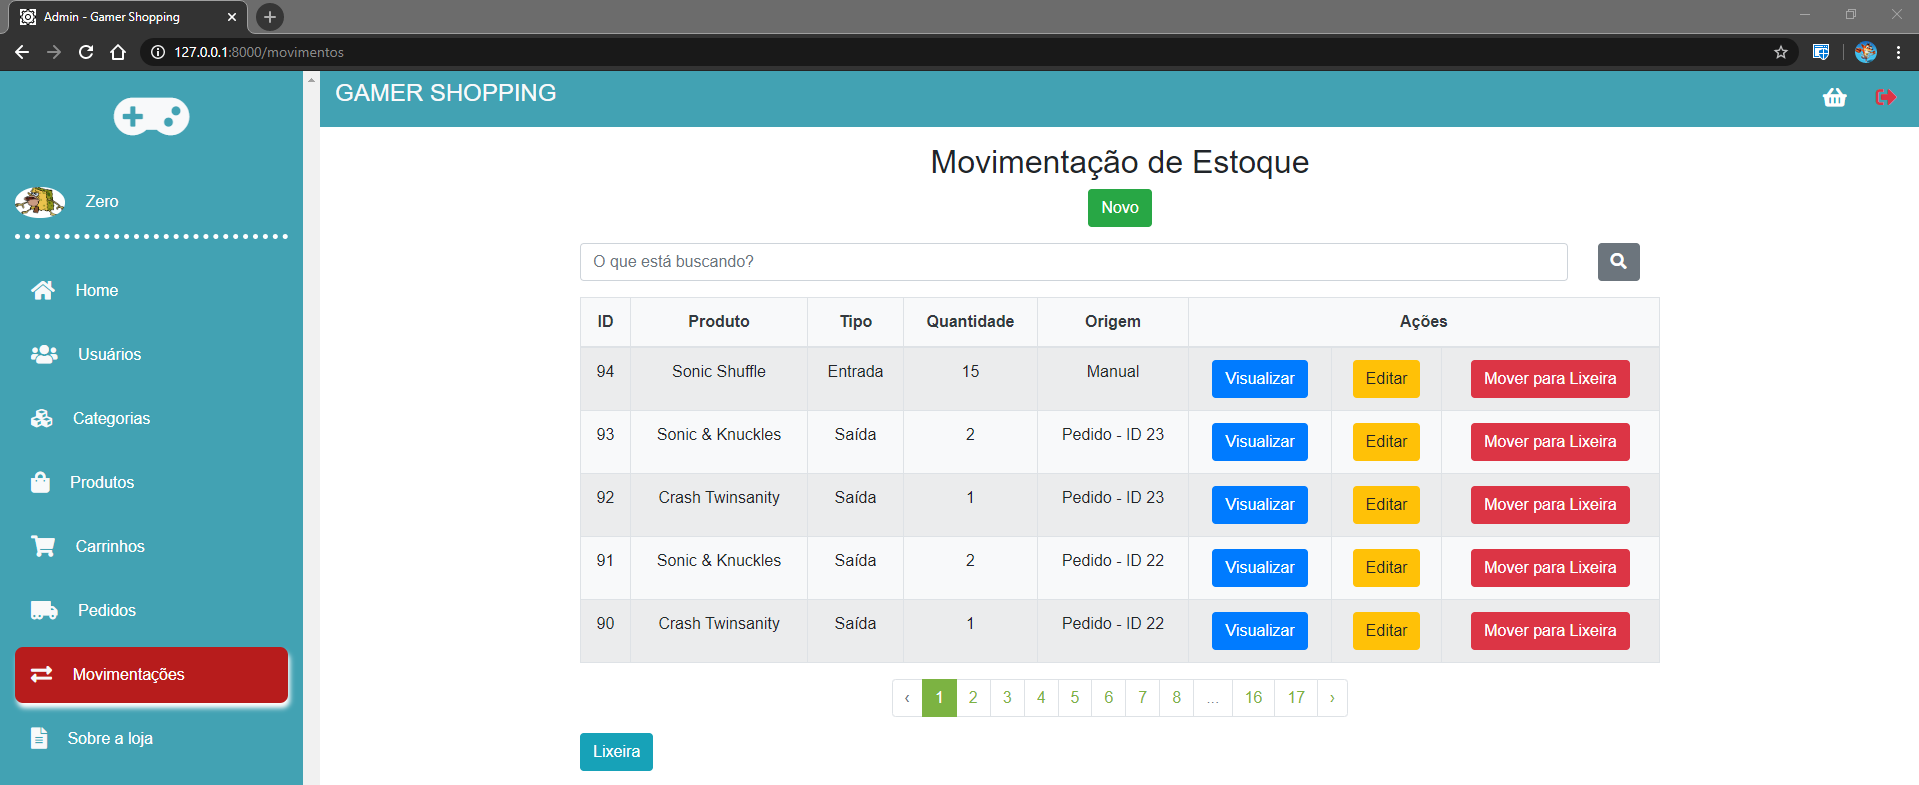 Admin - Gamer Shopping
127.0.0.1:8000/movimentos
GAMER SHOPPING
Zero
Home
Usuários
Categorias
Produtos
Carrinhos
Pedidos
Movimentações
Sobre a loja
Movimentação de Estoque
Novo
O que está buscando?
ID Produto Tipo Quantidade Origem Ações
94 Sonic Shuffle Entrada 15 Manual Visualizar Editar Mover para Lixeira
93 Sonic & Knuckles Saída 2 Pedido - ID 23 Visualizar Editar Mover para Lixeira
92 Crash Twinsanity Saída 1 Pedido - ID 23 Visualizar Editar Mover para Lixeira
91 Sonic & Knuckles Saída 2 Pedido - ID 22 Visualizar Editar Mover para Lixeira
90 Crash Twinsanity Saída 1 Pedido - ID 22 Visualizar Editar Mover para Lixeira
‹ 1 2 3 4 5 6 7 8 ... 16 17 ›
Lixeira